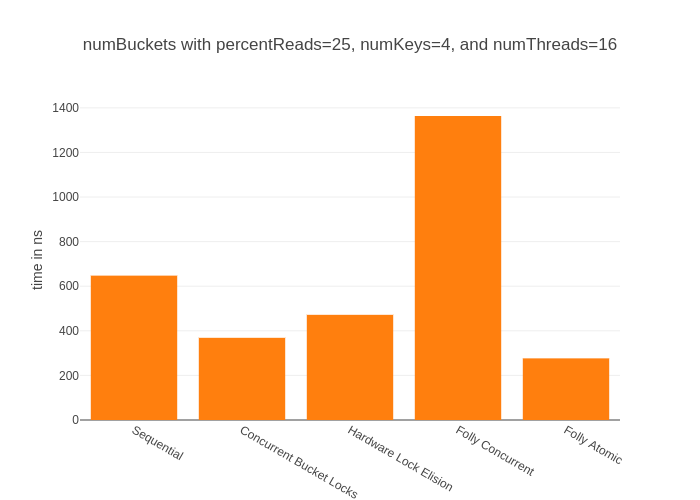 numBuckets with percentReads=25, numKeys=4, and numThreads=16
1400
1200
1000
800
600
400
200
0
time in ns
Sequential
Concurrent Bucket Locks
Hardware Lock Elision
Folly Concurrent
Folly Atomic